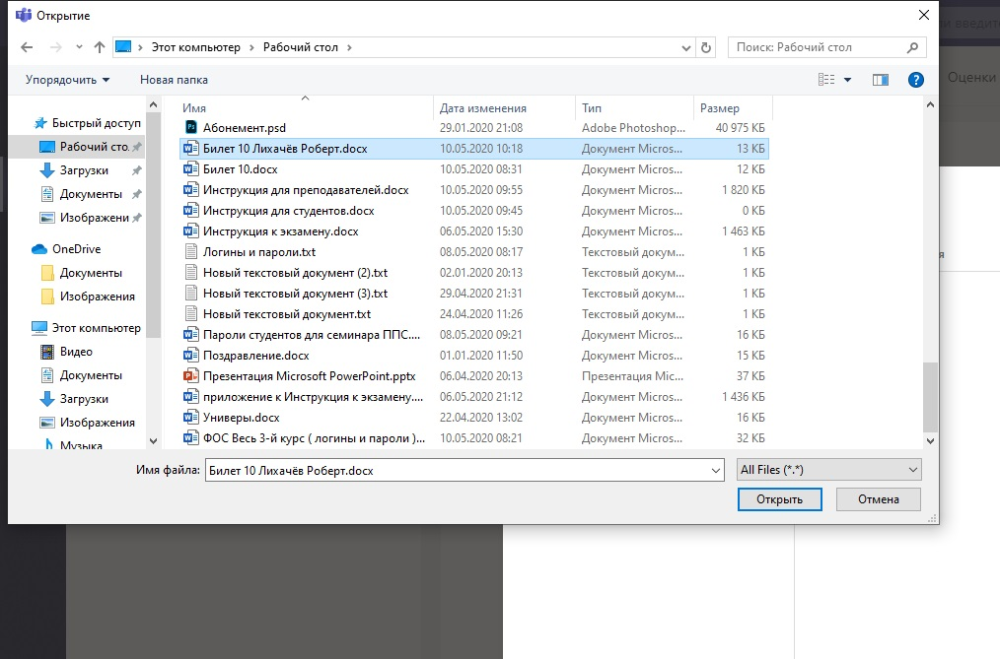 Открытие
и введит
Этот компьютер › Рабочий стол ›
Поиск: Рабочий стол
Упорядочить
Новая папка
Оценки
Имя Дата изменения Тип Размер
Быстрый доступ
Рабочий сто.
Загрузки
Документы
Изображени
OneDrive
Документы
Изображения
Этот компьютер
Видео
Документы
Загрузки
Изображения
Музыка
Абонемент.psd 29.01.2020 21:08 Adobe Photoshop... 40 975 КБ
Билет 10 Лихачёв Роберт.docx 10.05.2020 10:18 Документ Micros... 13 КБ
Билет 10.docx 10.05.2020 08:31 Документ Micros... 12 КБ
Инструкция для преподавателей.docx 10.05.2020 09:55 Документ Micros... 1 820 КБ
Инструкция для студентов.docx 10.05.2020 09:45 Документ Micros... 0 КБ
Инструкция к экзамену.docx 06.05.2020 15:30 Документ Micros... 1 463 КБ
Логины и пароли.txt 08.05.2020 08:17 Текстовый докум... 1 КБ
Новый текстовый документ (2).txt 02.01.2020 20:13 Текстовый докум... 1 КБ
Новый текстовый документ (3).txt 29.04.2020 21:31 Текстовый докум... 1 КБ
Новый текстовый документ.txt 24.04.2020 11:26 Текстовый докум... 1 КБ
Пароли студентов для семинара ППС.... 08.05.2020 09:21 Документ Micros... 16 КБ
Поздравление.docx 01.01.2020 11:50 Документ Micros... 15 КБ
Презентация Microsoft PowerPoint.pptx 06.04.2020 20:13 Презентация Mic... 37 КБ
приложение к Инструкция к экзамену.... 06.05.2020 21:12 Документ Micros... 1 436 КБ
Универы.docx 22.04.2020 13:02 Документ Micros... 16 КБ
ФОС Весь 3-й курс ( логины и пароли )... 10.05.2020 08:21 Документ Micros... 32 КБ
я
Имя файла: Билет 10 Лихачёв Роберт.docx
All Files (*.*)
Открыть
Отмена